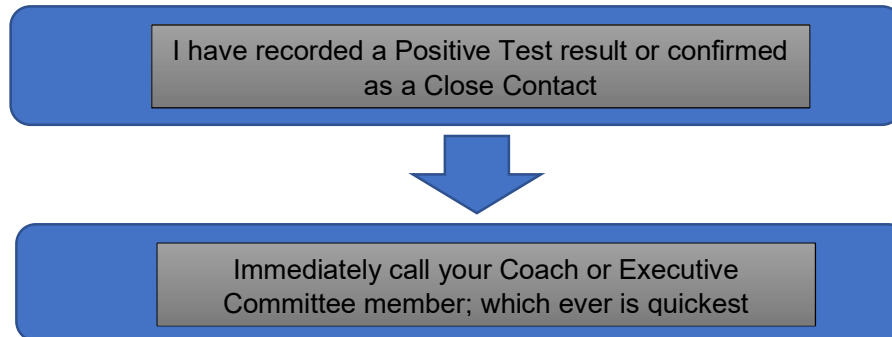 I have recorded a Positive Test result or confirmed
as a Close Contact
Immediately call your Coach or Executive
Committee member; which ever is quickest